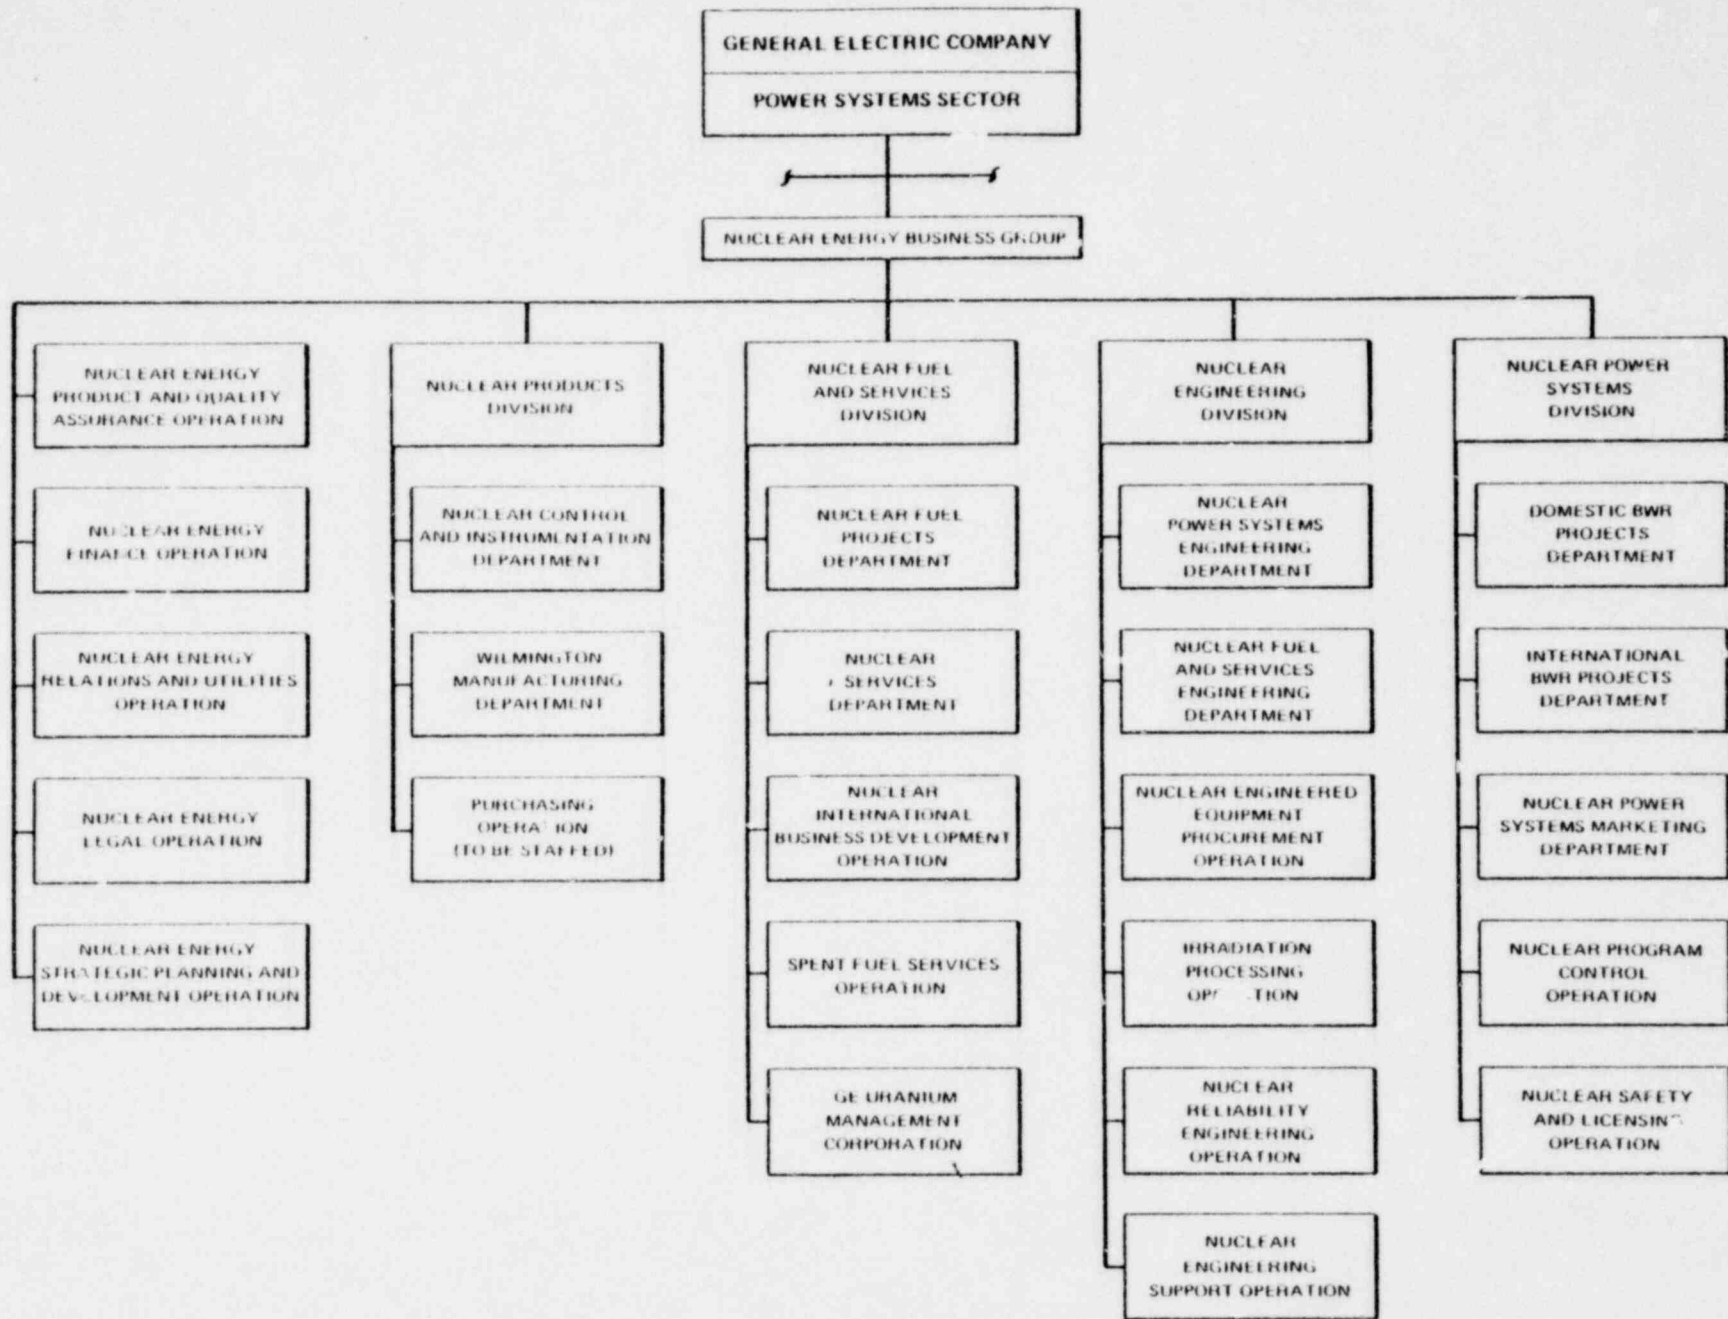 GENERAL ELECTRIC COMPANY
POWER SYSTEMS SECTOR
NUCLEAR ENERGY BUSINESS GROUP
NUCLEAR ENERGY
PRODUCT AND QUALITY
ASSURANCE OPERATION
NUCLEAR ENERGY
FINANCE OPERATION
NUCLEAR ENERGY
RELATIONS AND UTILITIES
OPERATION
NUCLEAR ENERGY
LEGAL OPERATION
NUCLEAR ENERGY
STRATEGIC PLANNING AND
DEVELOPMENT OPERATION
NUCLEAR PRODUCTS
DIVISION
NUCLEAR CONTROL
AND INSTRUMENTATION
DEPARTMENT
WILMINGTON
MANUFACTURING
DEPARTMENT
PURCHASING
OPERATION
(TO BE STAFFED)
NUCLEAR FUEL
AND SERVICES
DIVISION
NUCLEAR FUEL
PROJECTS
DEPARTMENT
NUCLEAR
SERVICES
DEPARTMENT
NUCLEAR
INTERNATIONAL
BUSINESS DEVELOPMENT
OPERATION
SPENT FUEL SERVICES
OPERATION
GE URANIUM
MANAGEMENT
CORPORATION
NUCLEAR
ENGINEERING
DIVISION
NUCLEAR
POWER SYSTEMS
ENGINEERING
DEPARTMENT
NUCLEAR FUEL
AND SERVICES
ENGINEERING
DEPARTMENT
NUCLEAR ENGINEERED
EQUIPMENT
PROCUREMENT
OPERATION
IRRADIATION
PROCESSING
OPERATION
NUCLEAR
RELIABILITY
ENGINEERING
OPERATION
NUCLEAR
ENGINEERING
SUPPORT OPERATION
NUCLEAR POWER
SYSTEMS
DIVISION
DOMESTIC BWR
PROJECTS
DEPARTMENT
INTERNATIONAL
BWR PROJECTS
DEPARTMENT
NUCLEAR POWER
SYSTEMS MARKETING
DEPARTMENT
NUCLEAR PROGRAM
CONTROL
OPERATION
NUCLEAR SAFETY
AND LICENSING
OPERATION